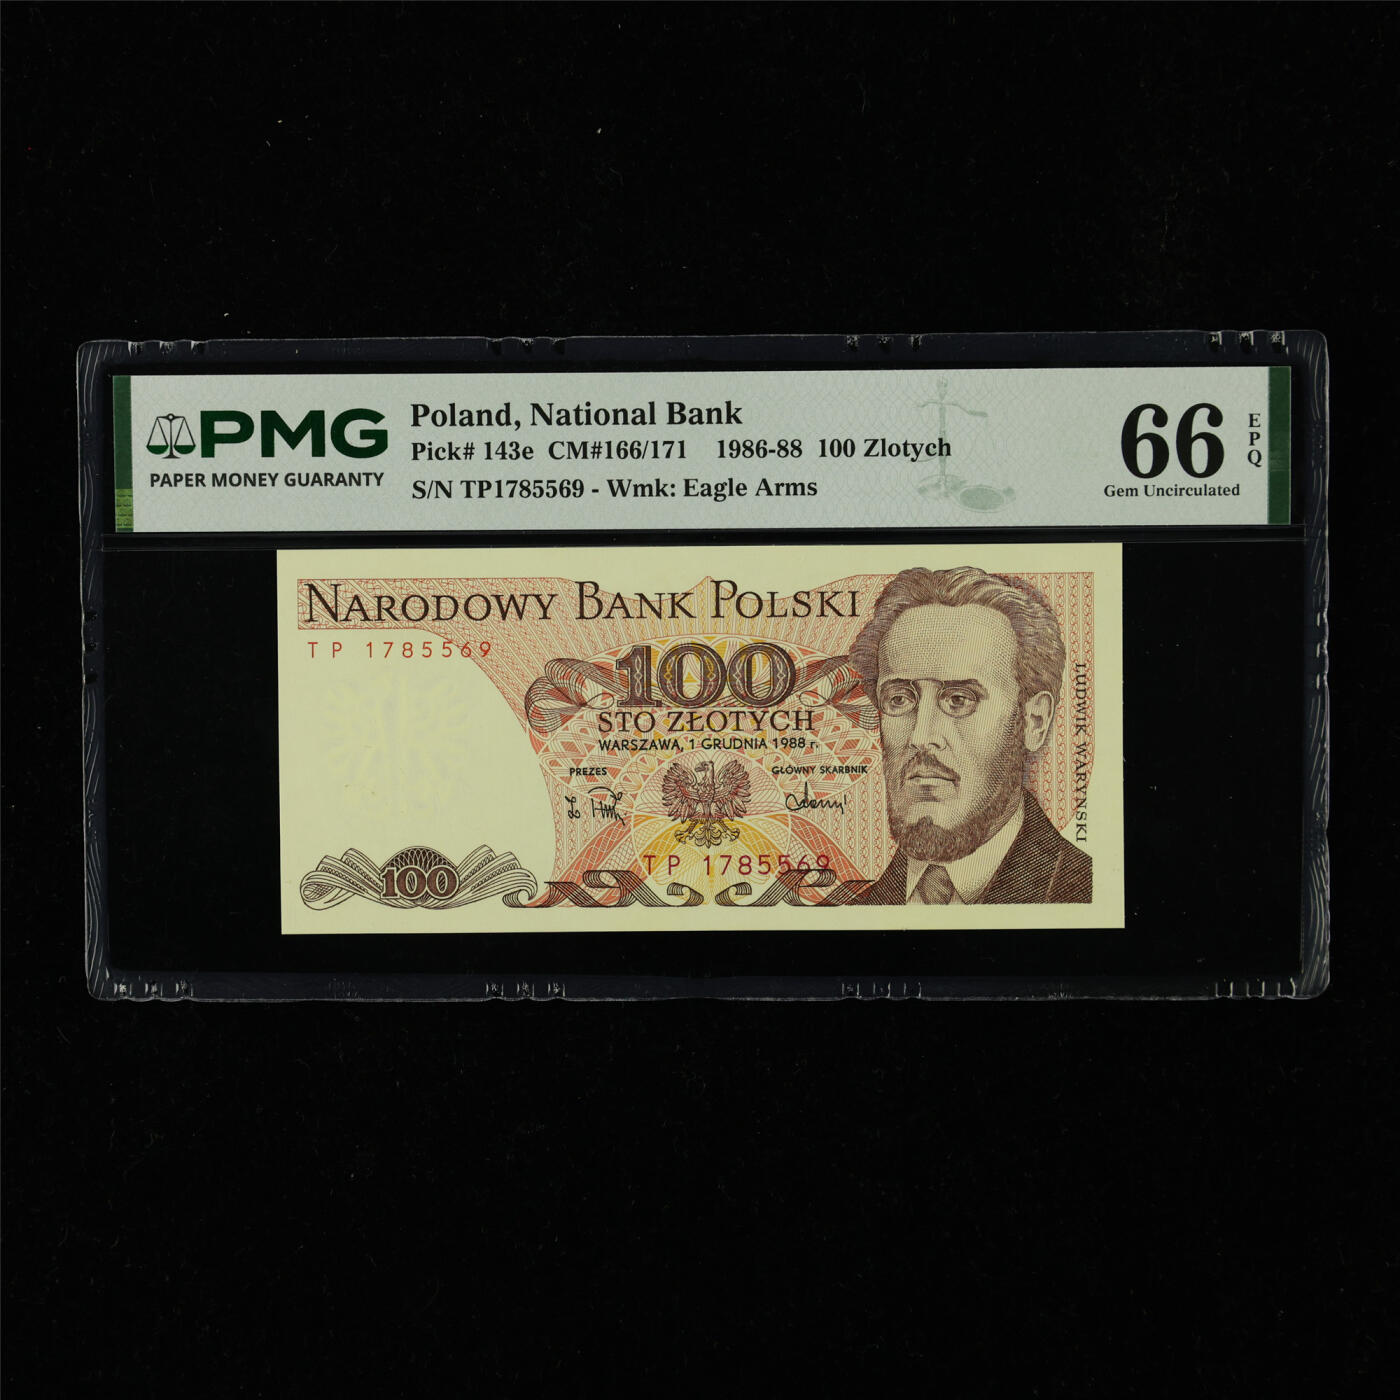 PMG
PAPER MONEY GUARANTY
Poland, National Bank
Pick# 143e CM#166/171 1986-88 100 Zlotych
S/N TP1785569 - Wmk: Eagle Arms
66
EPQ
Gem Uncirculated
NARODOWY BANK POLSKI
TP 1785569
100
STO ZŁOTYCH
WARSZAWA, 1 GRUDNIA 1988 r.
PREZES
GŁÓWNY SKARBNIK
LUDWIK WARYŃSKI
TP 1785569
100